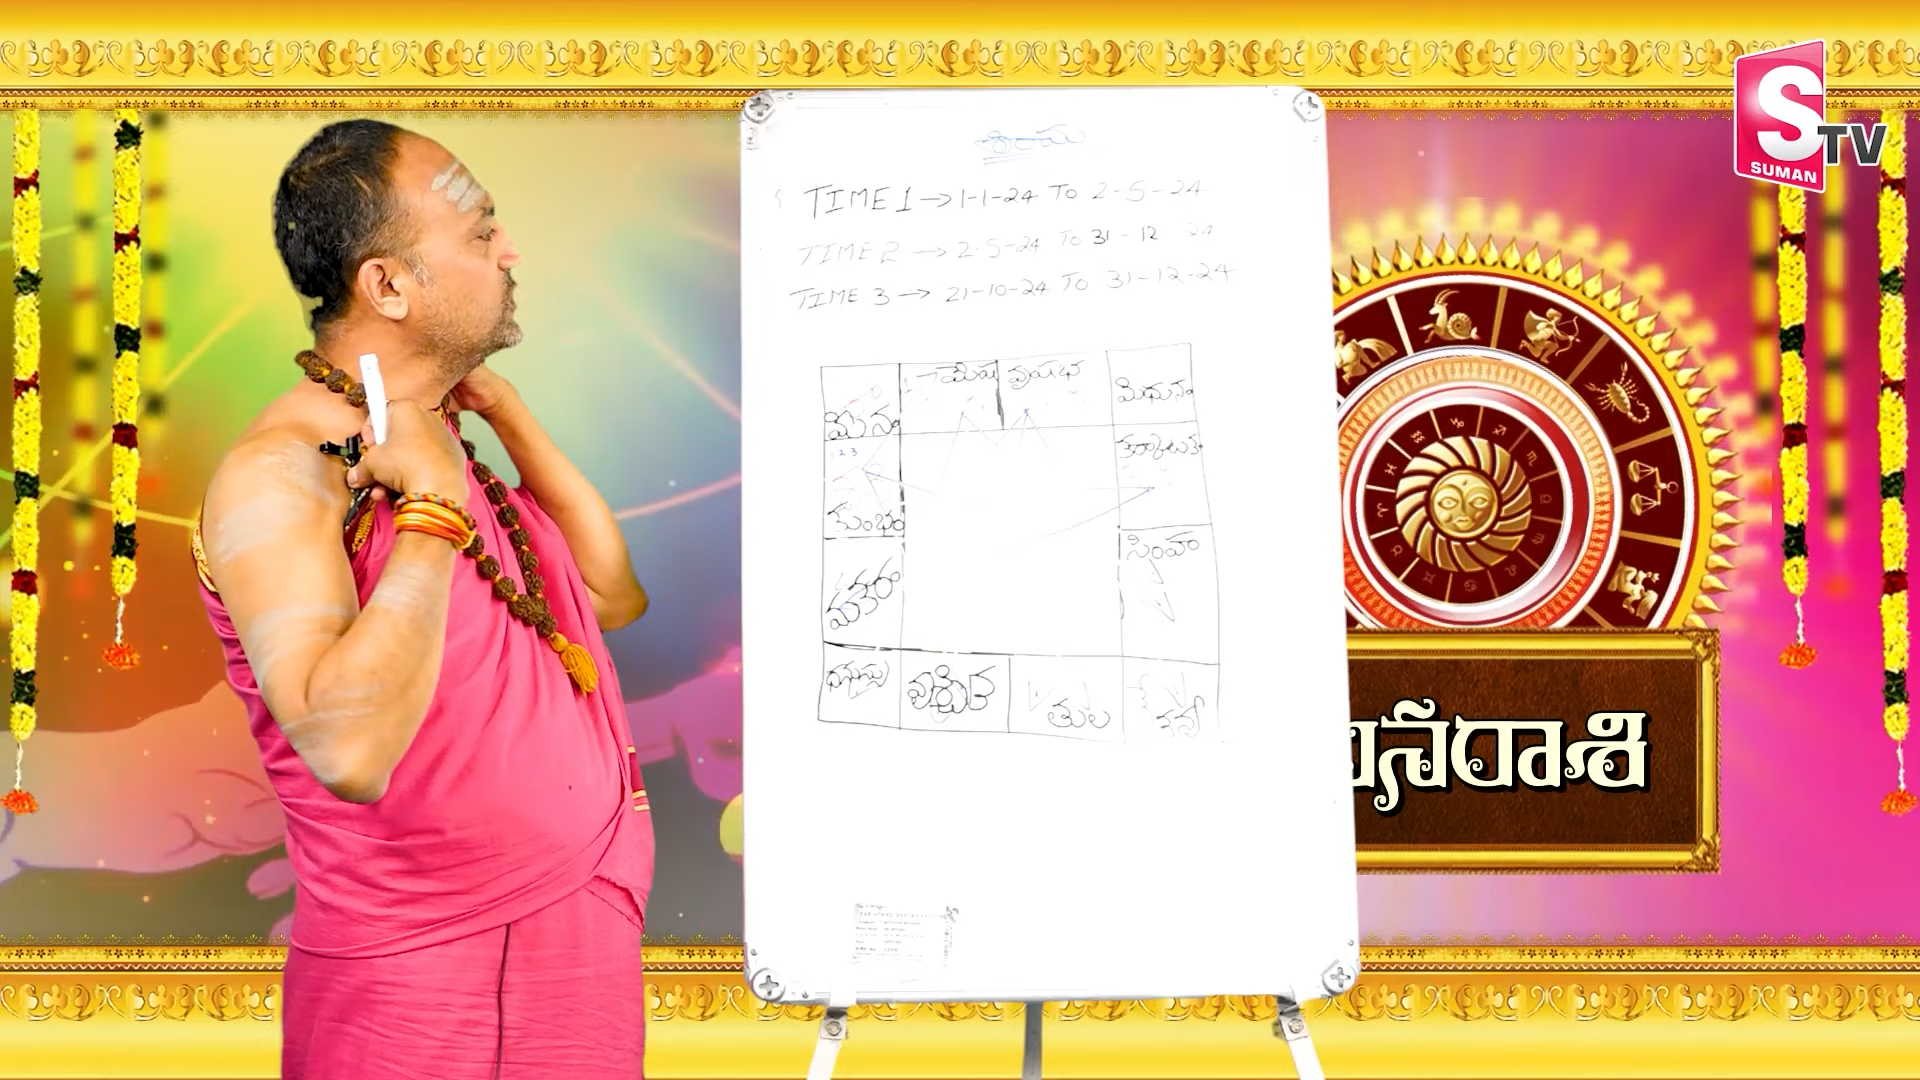 శ్రీరామ
TIME 1 → 1-1-24 TO 2-5-24
TIME 2 → 2-5-24 To 31-12 24
TIME 3 → 21-10-24 To 31-12-24
మేష వృషభ మిథునం
మీనం
123
కర్కాటకం
కుంభం
సింహ
మకరం
ధనుస్సు వృశ్చిక తుల కన్యా
S
SUMAN TV